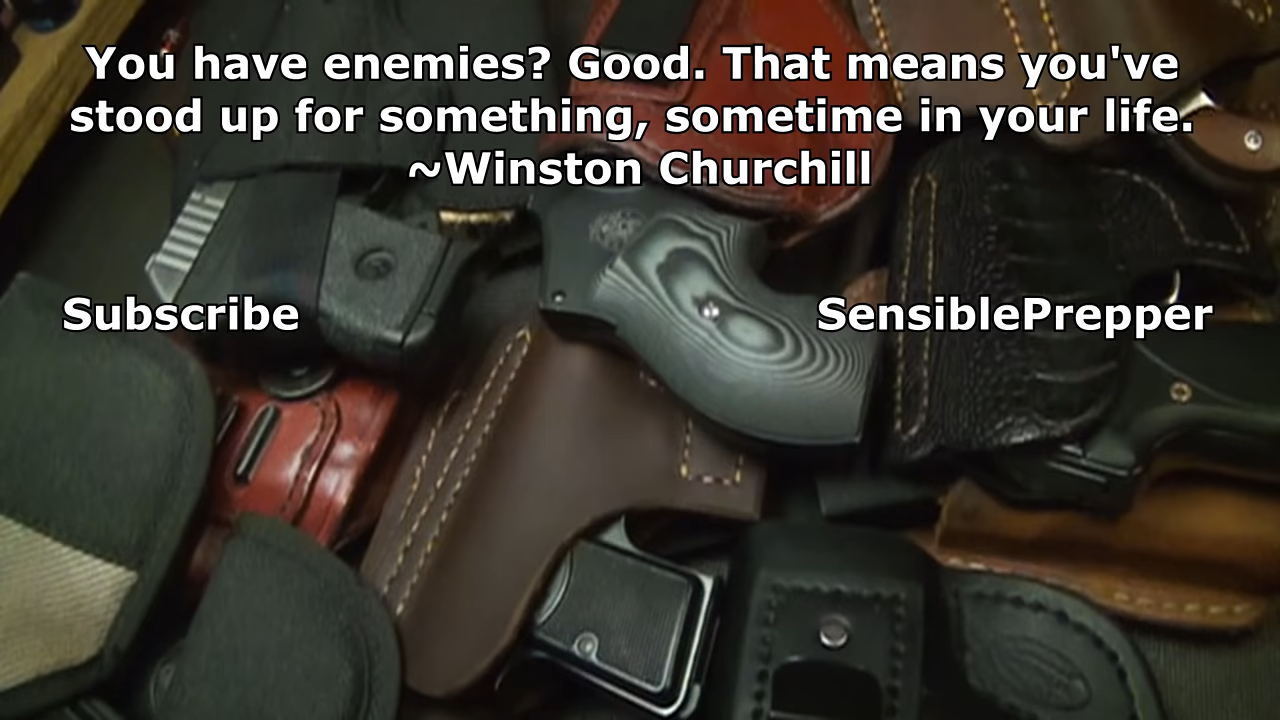 You have enemies? Good. That means you've
stood up for something, sometime in your life.
~Winston Churchill
Subscribe
SensiblePrepper